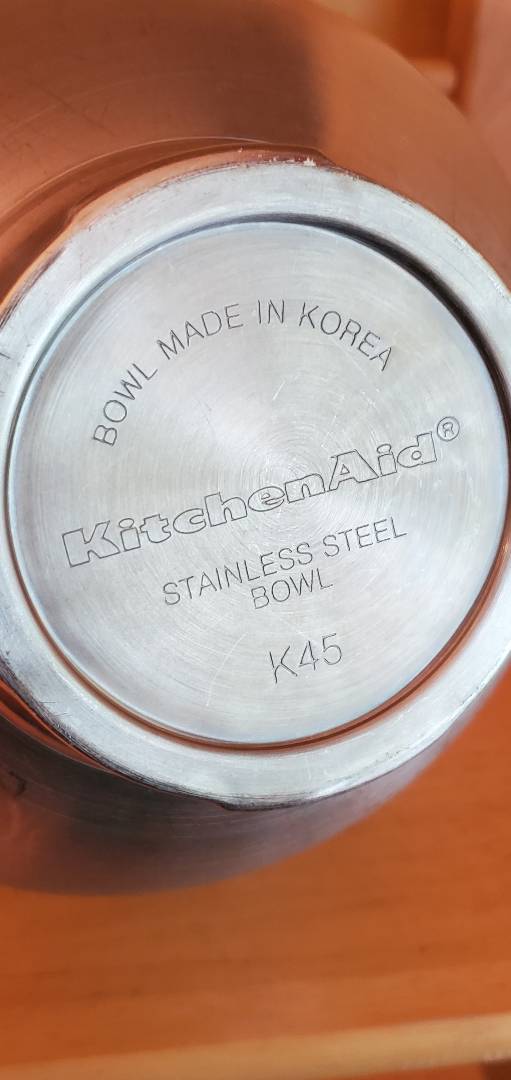 BOWL MADE IN KOREA
KitchenAid®
STAINLESS STEEL
BOWL
K45